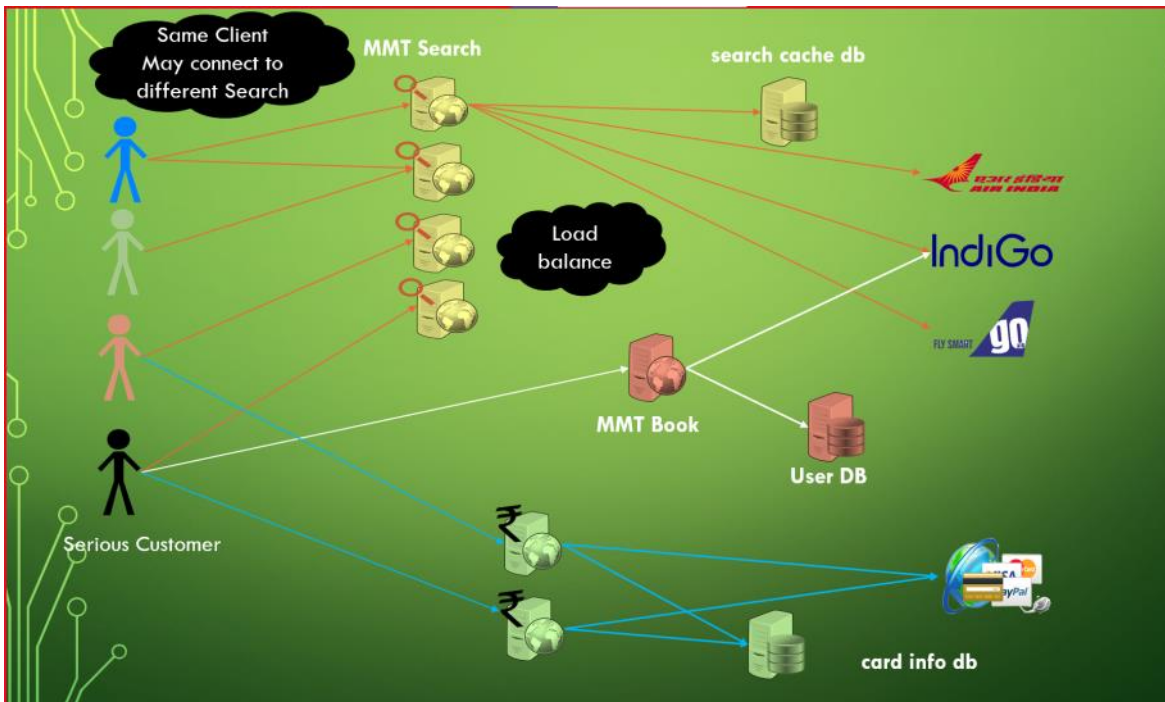 Same Client
May connect to
different Search
MMT Search
search cache db
एअर इंडिया
AIR INDIA
IndiGo
Load
balance
FLY SMART
go
MMT Book
User DB
Serious Customer
₹
₹
VISA
PayPal
card info db